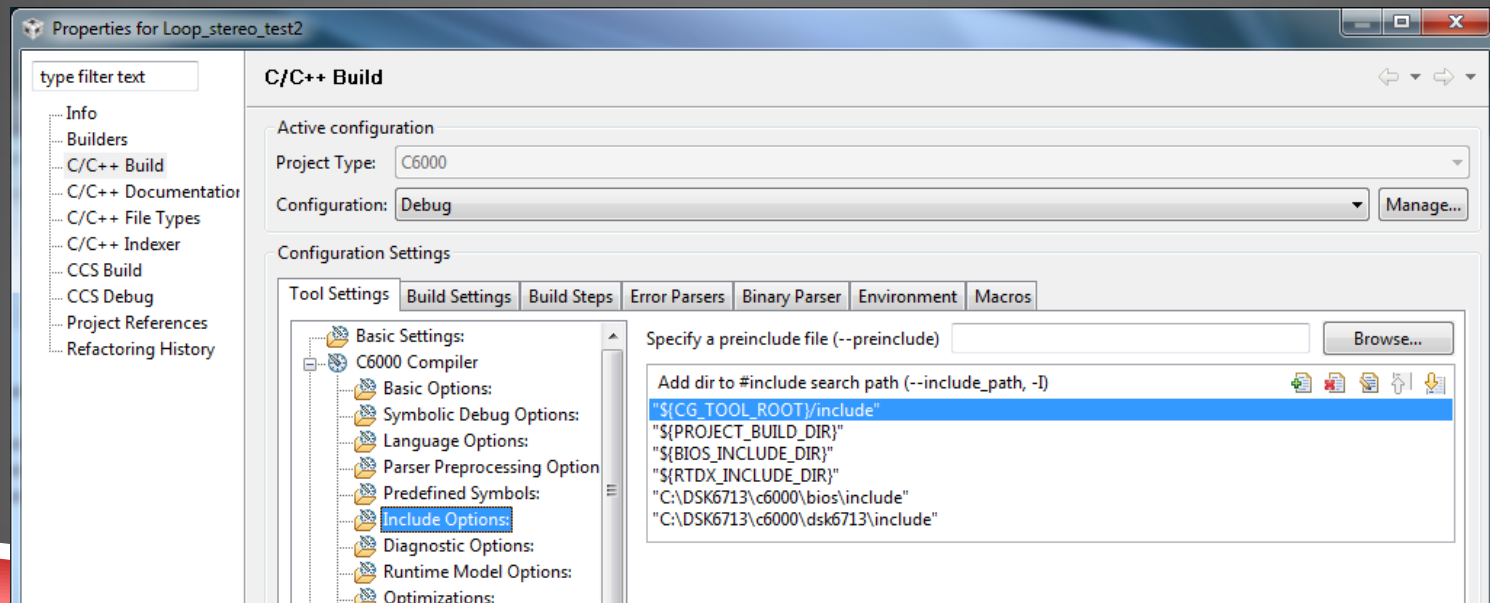 Properties for Loop_stereo_test2
type filter text
Info
Builders
C/C++ Build
C/C++ Documentation
C/C++ File Types
C/C++ Indexer
CCS Build
CCS Debug
Project References
Refactoring History
C/C++ Build
Active configuration
Project Type: C6000
Configuration: Debug Manage...
Configuration Settings
Tool Settings Build Settings Build Steps Error Parsers Binary Parser Environment Macros
Basic Settings:
C6000 Compiler
Basic Options:
Symbolic Debug Options:
Language Options:
Parser Preprocessing Option
Predefined Symbols:
Include Options:
Diagnostic Options:
Runtime Model Options:
Optimizations:
Specify a preinclude file (--preinclude) Browse...
Add dir to #include search path (--include_path, -I)
"${CG_TOOL_ROOT}/include"
"${PROJECT_BUILD_DIR}"
"${BIOS_INCLUDE_DIR}"
"${RTDX_INCLUDE_DIR}"
"C:\DSK6713\c6000\bios\include"
"C:\DSK6713\c6000\dsk6713\include"